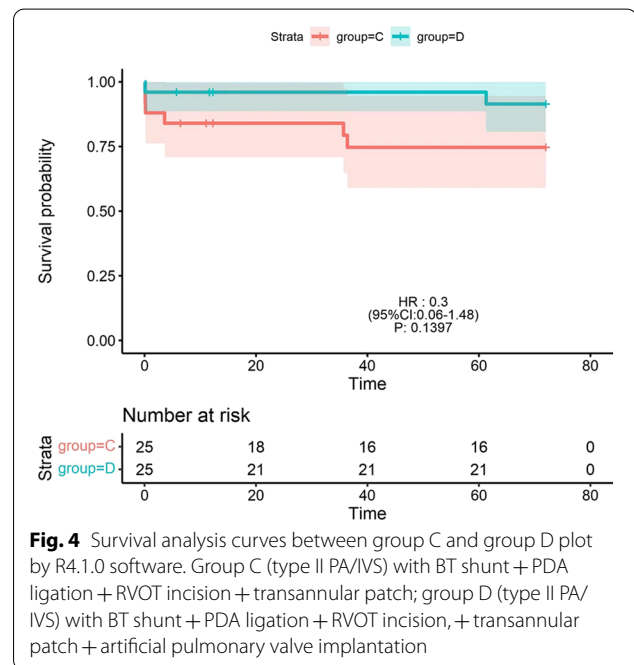 Strata group=C group=D
1.00
0.75
0.50
0.25
0.00
Survival probability
HR : 0.3
(95%CI:0.06-1.48)
P: 0.1397
0 20 40 60 80
Time
Number at risk
Strata
group=C 25 18 16 16 0
group=D 25 21 21 21 0
0 20 40 60 80
Time
Fig. 4 Survival analysis curves between group C and group D plot
by R4.1.0 software. Group C (type II PA/IVS) with BT shunt + PDA
ligation + RVOT incision + transannular patch; group D (type II PA/
IVS) with BT shunt + PDA ligation + RVOT incision, + transannular
patch + artificial pulmonary valve implantation